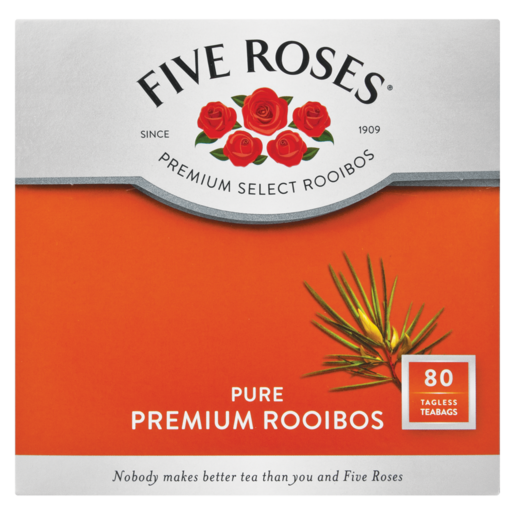 FIVE ROSES®
SINCE 1909
PREMIUM SELECT ROOIBOS
PURE
PREMIUM ROOIBOS
80
TAGLESS
TEABAGS
Nobody makes better tea than you and Five Roses